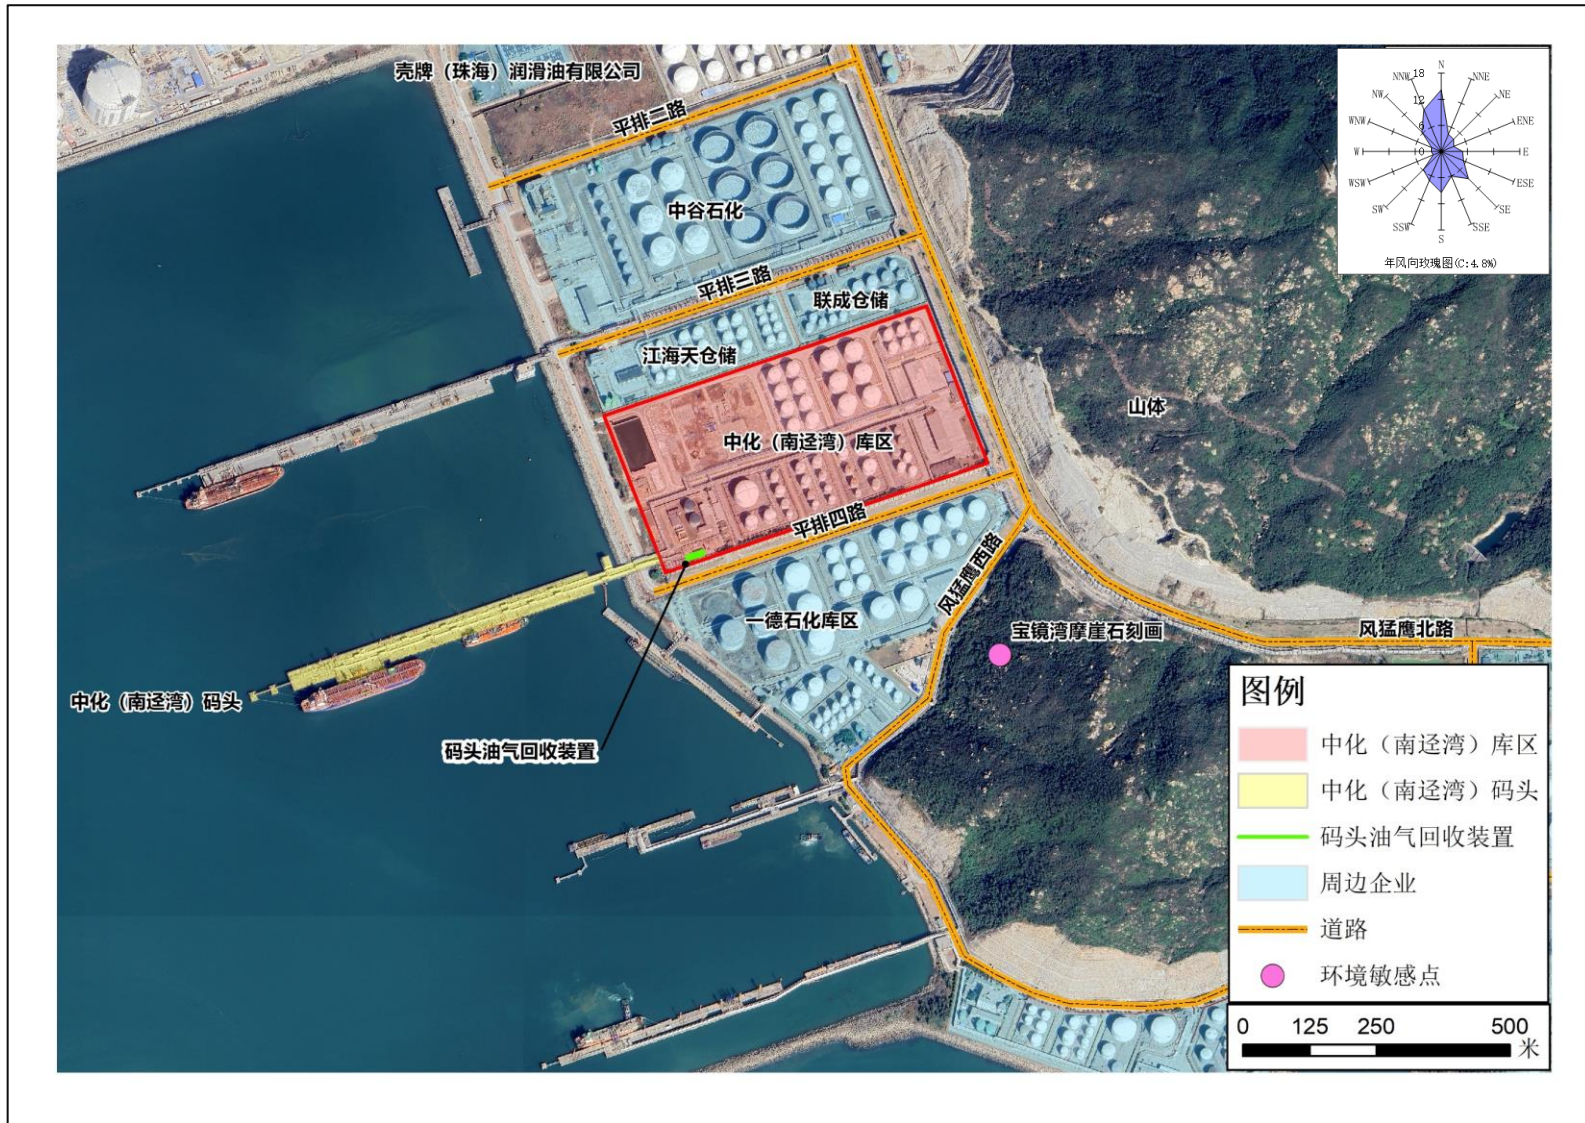 壳牌（珠海）润滑油有限公司
平排二路
中谷石化
平排三路
联成仓储
江海天仓储
中化（南迳湾）库区
山体
平排四路
风猛鹰西路
一德石化库区
宝镜湾摩崖石刻画
风猛鹰北路
中化（南迳湾）码头
码头油气回收装置
N
NNE
NE
ENE
E
ESE
SE
SSE
S
SSW
SW
WSW
W
WNW
NW
NNW
18
12
6
0
年风向玫瑰图(C:4.8%)
图例
中化（南迳湾）库区
中化（南迳湾）码头
码头油气回收装置
周边企业
道路
环境敏感点
0 125 250 500
米